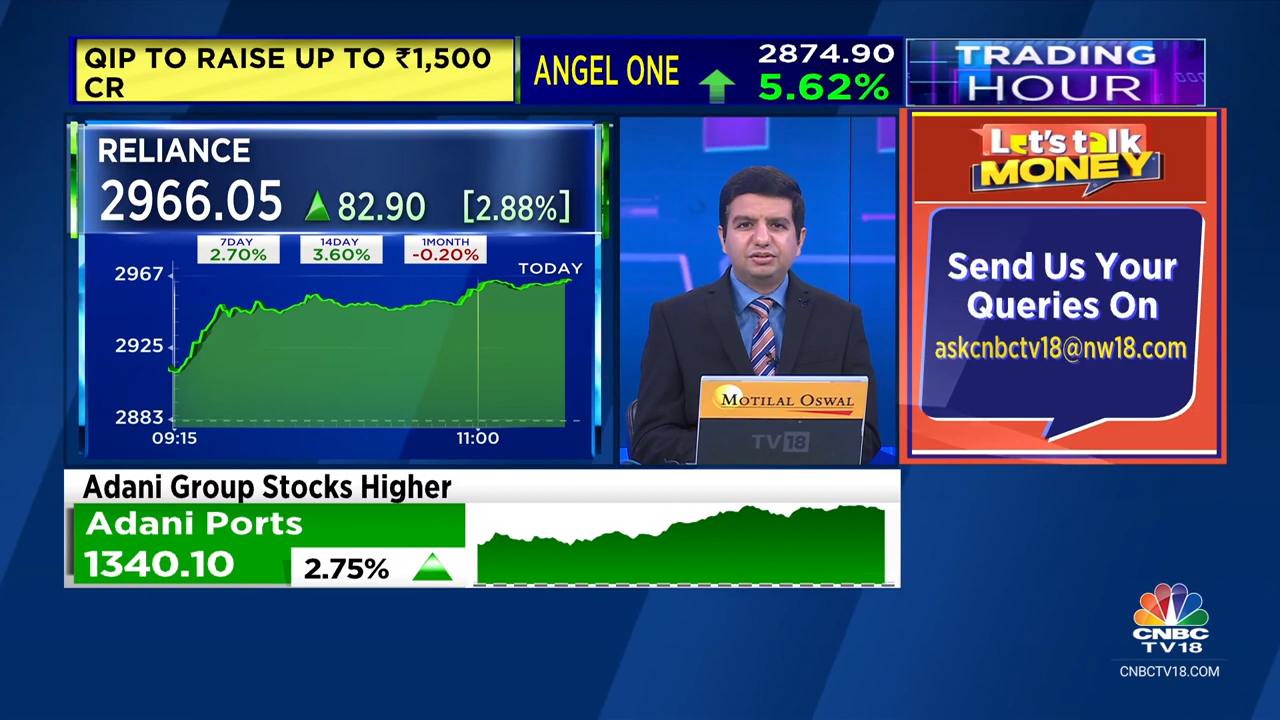 QIP TO RAISE UP TO ₹1,500
CR
ANGEL ONE
2874.90
5.62%
TRADING
HOUR
RELIANCE
2966.05 82.90 [2.88%]
7DAY
2.70%
14DAY
3.60%
1MONTH
-0.20%
TODAY
2967
2925
2883
09:15
11:00
MOTILAL OSWAL
TV18
Let's talk
MONEY
Send Us Your
Queries On
askcnbctv18@nw18.com
Adani Group Stocks Higher
Adani Ports
1340.10 2.75%
CNBC
TV18
CNBCTV18.COM